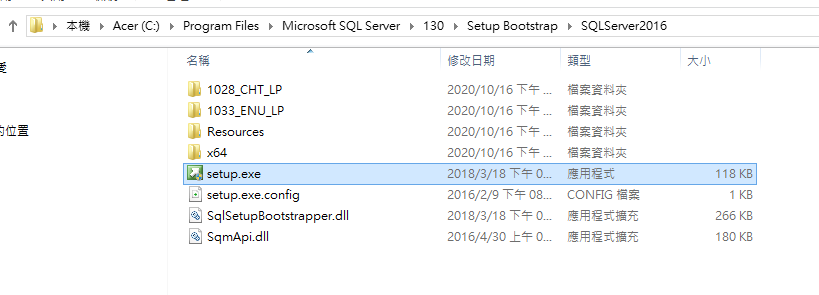 本機 Acer (C:) Program Files Microsoft SQL Server 130 Setup Bootstrap SQLServer2016
名稱 修改日期 類型 大小
1028_CHT_LP 2020/10/16 下午 ... 檔案資料夾
1033_ENU_LP 2020/10/16 下午 ... 檔案資料夾
Resources 2020/10/16 下午 ... 檔案資料夾
x64 2020/10/16 下午 ... 檔案資料夾
setup.exe 2018/3/18 下午 0... 應用程式 118 KB
setup.exe.config 2016/2/9 下午 08... CONFIG 檔案 1 KB
SqlSetupBootstrapper.dll 2018/3/18 下午 0... 應用程式擴充 266 KB
SqmApi.dll 2016/4/30 上午 0... 應用程式擴充 180 KB
的位置